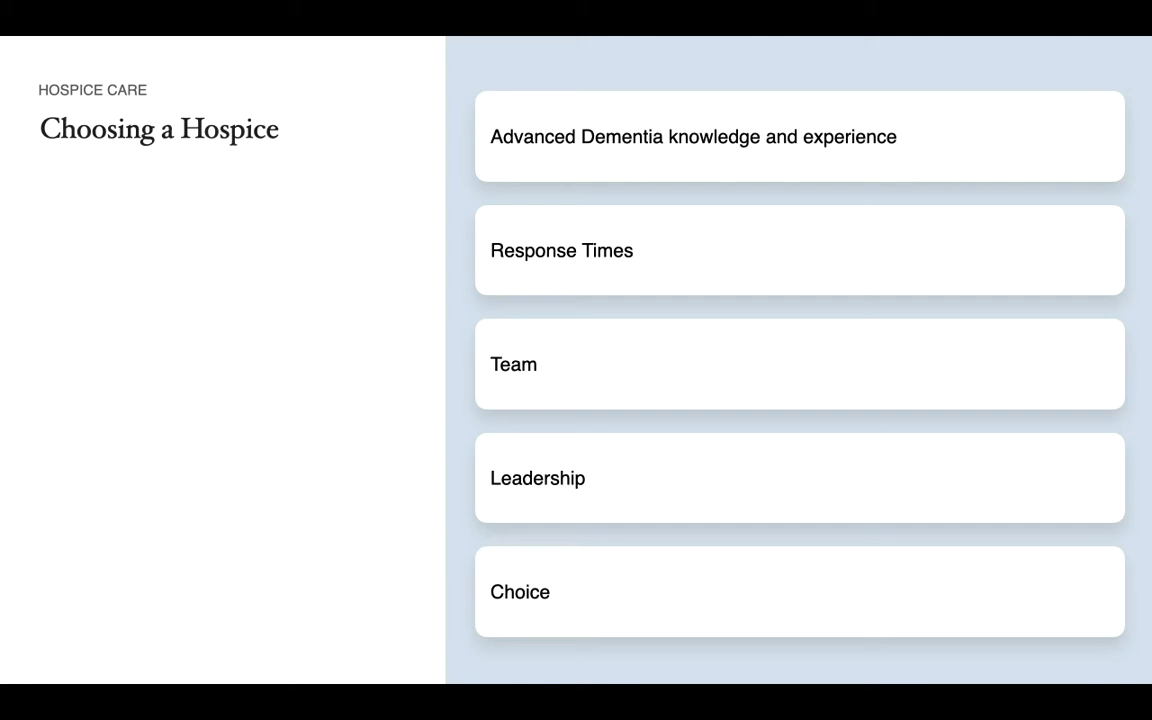 HOSPICE CARE
Choosing a Hospice
Advanced Dementia knowledge and experience
Response Times
Team
Leadership
Choice